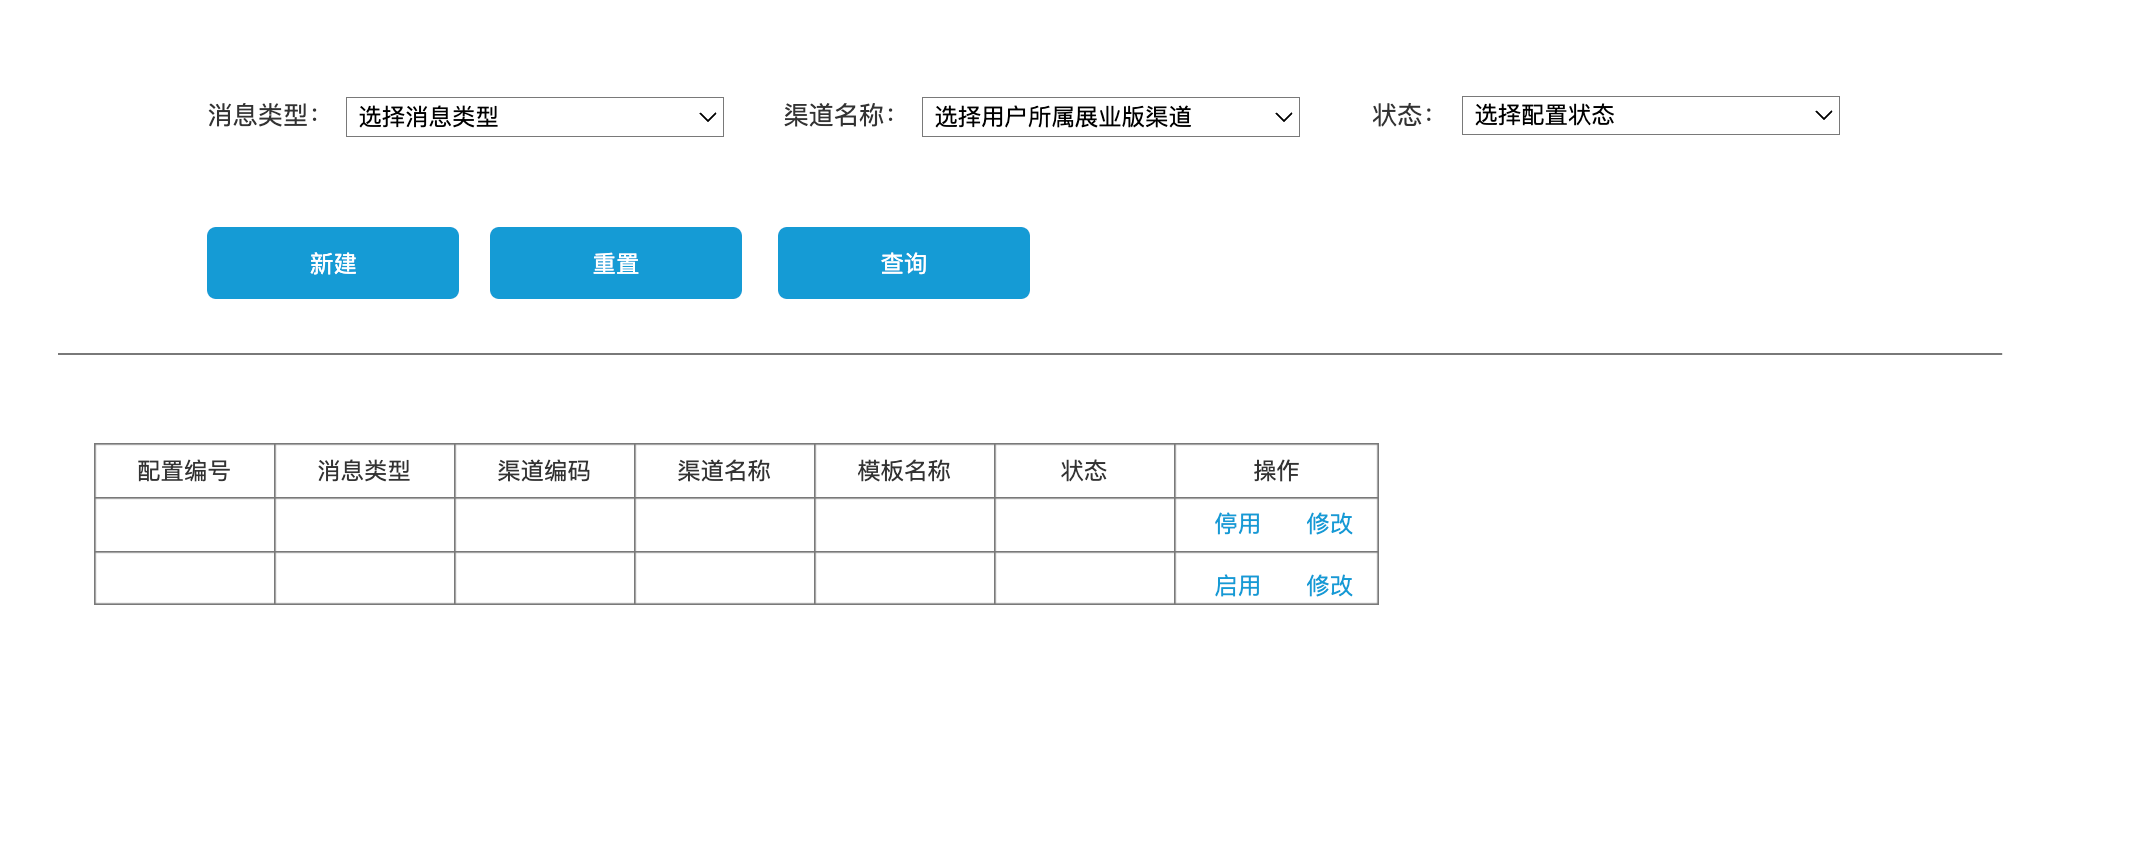 消息类型： 选择消息类型 渠道名称： 选择用户所属展业版渠道 状态： 选择配置状态
新建 重置 查询
配置编号 消息类型 渠道编码 渠道名称 模板名称 状态 操作
停用 修改
启用 修改